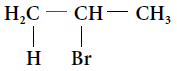 H₂C — CH — CH₃
H Br